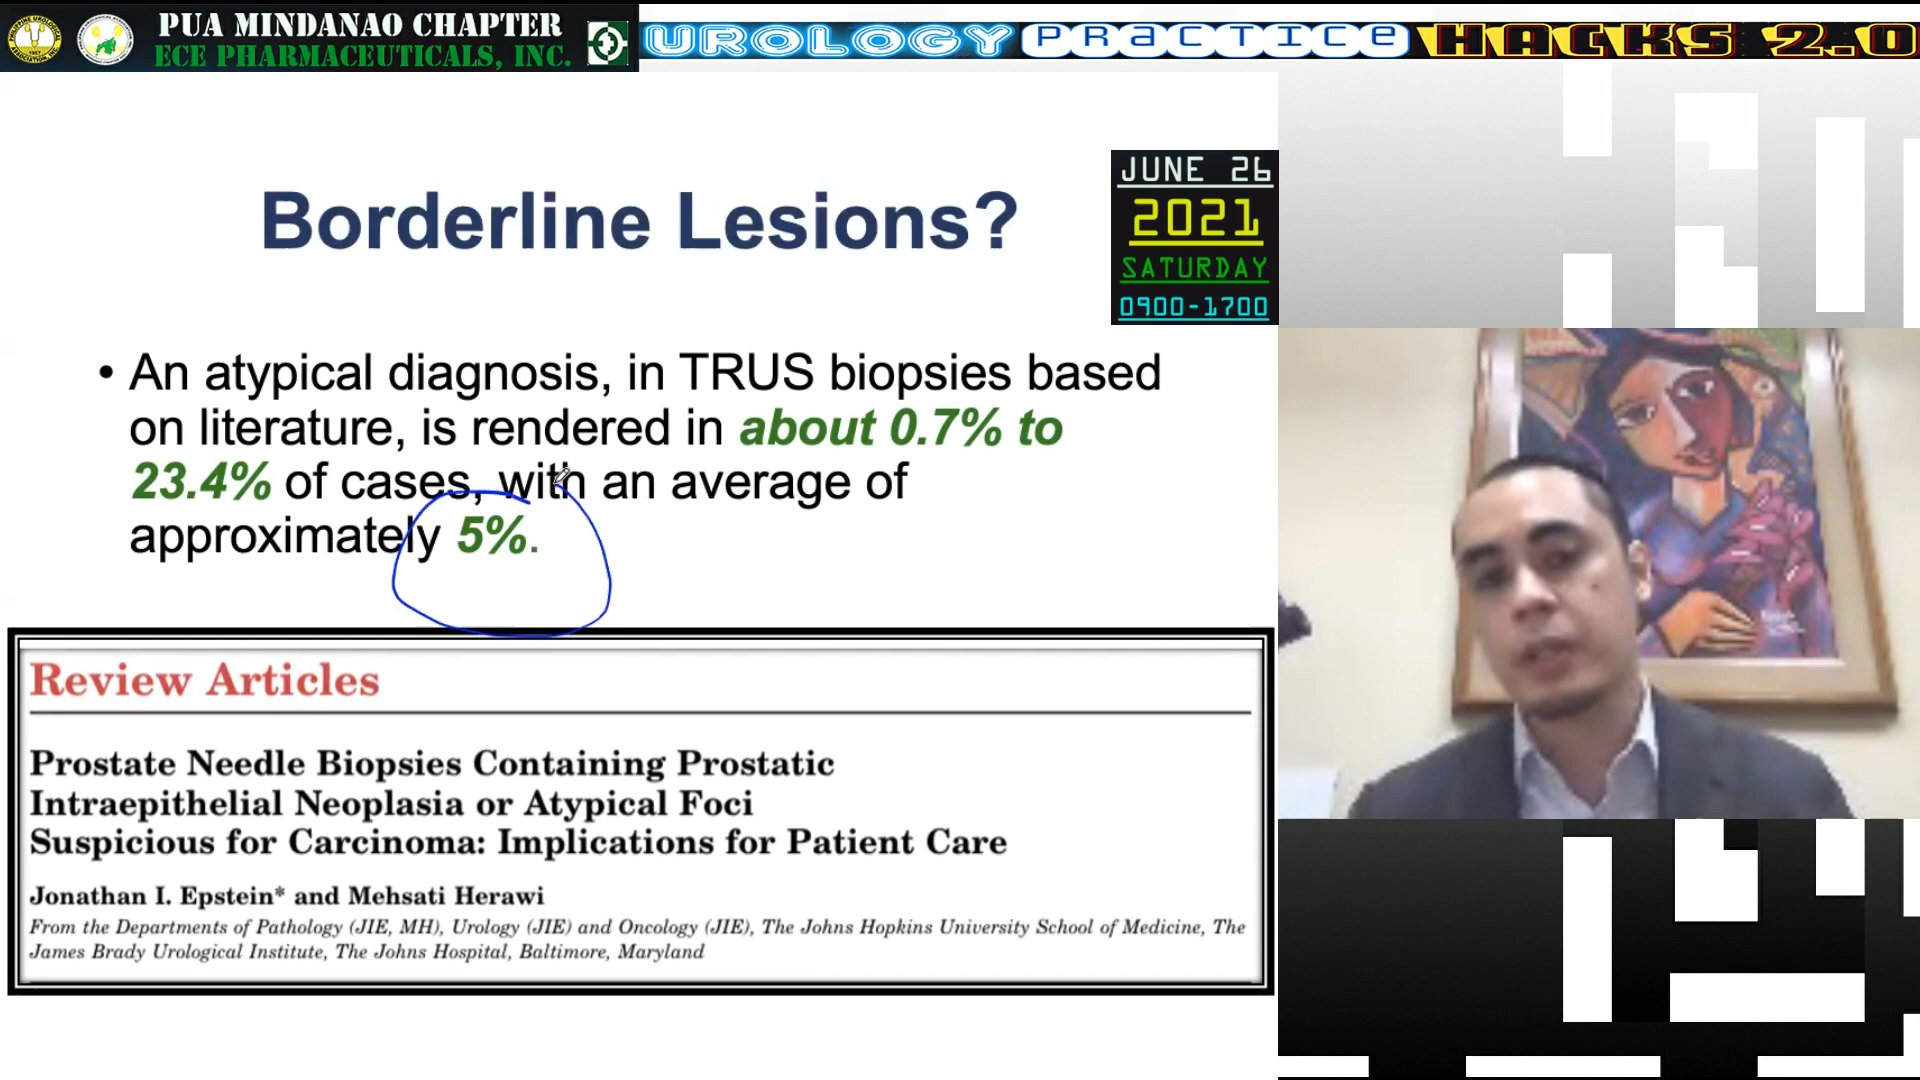 PUA MINDANAO CHAPTER
ECE PHARMACEUTICALS, INC.
UROLOGY PRACTICE HACKS 2.0
JUNE 26
2021
SATURDAY
0900-1700
Borderline Lesions?
• An atypical diagnosis, in TRUS biopsies based
on literature, is rendered in about 0.7% to
23.4% of cases, with an average of
approximately 5%.
Review Articles
Prostate Needle Biopsies Containing Prostatic
Intraepithelial Neoplasia or Atypical Foci
Suspicious for Carcinoma: Implications for Patient Care
Jonathan I. Epstein* and Mehsati Herawi
From the Departments of Pathology (JIE, MH), Urology (JIE) and Oncology (JIE), The Johns Hopkins University School of Medicine, The
James Brady Urological Institute, The Johns Hospital, Baltimore, Maryland